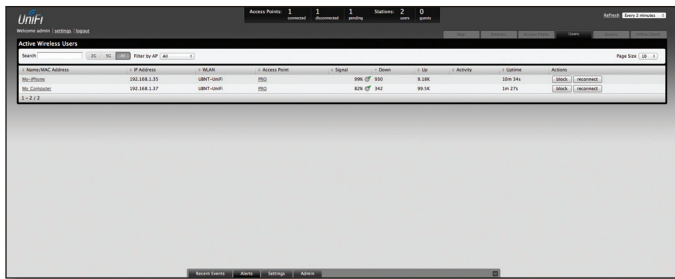 UniFi
Access Points: 1 connected 1 disconnected 1 pending Stations: 2 users 0 guests
Refresh Every 2 minutes
Welcome admin | settings | logout
Users
Active Wireless Users
Search 2G 5G Filter by AP All Page Size 10
Name/MAC Address IP Address WLAN Access Point Signal Down Up Activity Uptime Actions
My-iPhone 192.168.1.35 UBNT-UniFi PRO 99% 930 9.18K 10m 34s block reconnect
My Computer 192.168.1.37 UBNT-UniFi PRO 82% 342 99.5K 1m 27s block reconnect
1 - 2 / 2
Recent Events Alerts Settings Admin